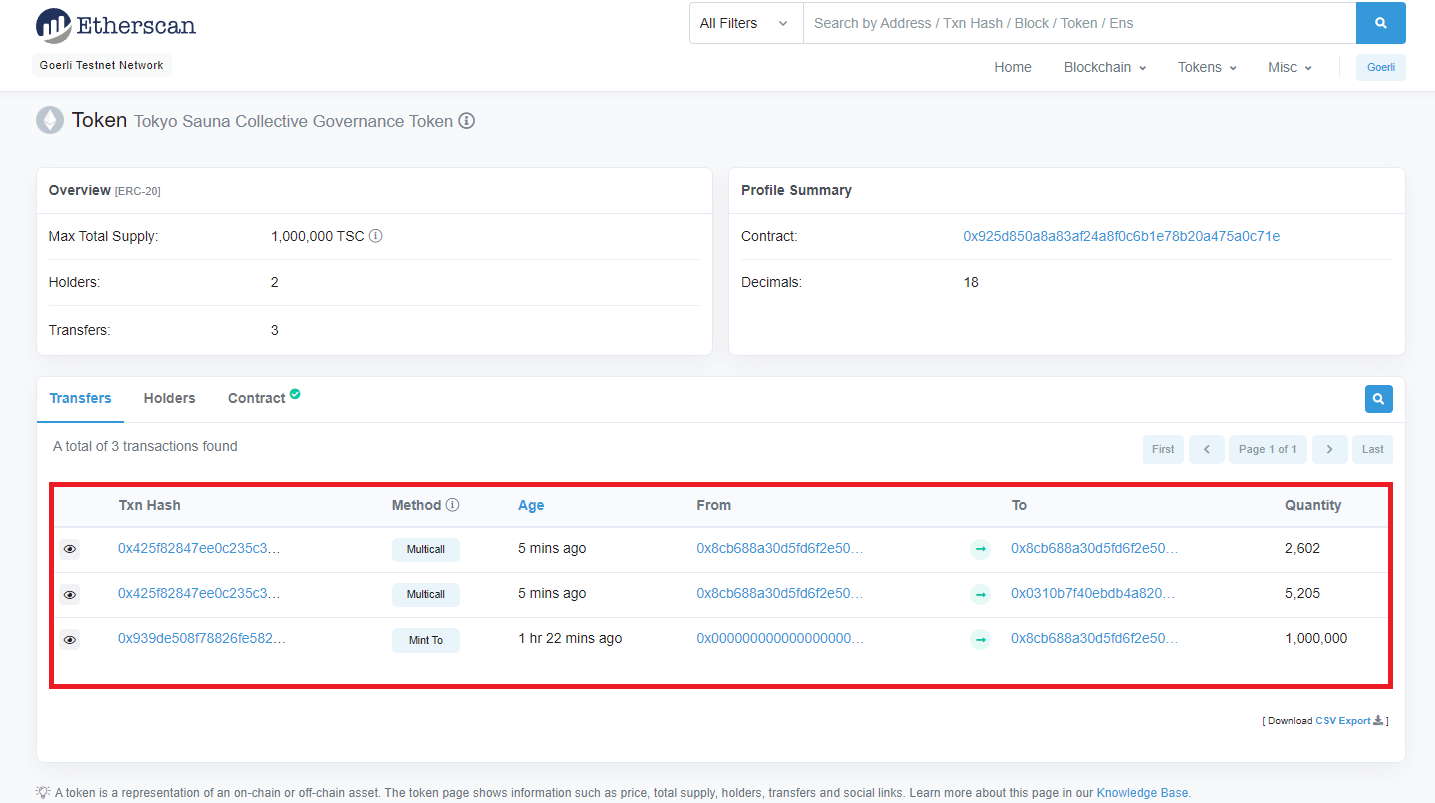 Etherscan
All Filters
Search by Address / Txn Hash / Block / Token / Ens
Goerli Testnet Network
Home Blockchain Tokens Misc Goerli
Token Tokyo Sauna Collective Governance Token
Overview [ERC-20]
Max Total Supply: 1,000,000 TSC
Holders: 2
Transfers: 3
Profile Summary
Contract: 0x925d850a8a83af24a8f0c6b1e78b20a475a0c71e
Decimals: 18
Transfers Holders Contract
A total of 3 transactions found
First Page 1 of 1 Last
Txn Hash Method Age From To Quantity
0x425f82847ee0c235c3... Multicall 5 mins ago 0x8cb688a30d5fd6f2e50... 0x8cb688a30d5fd6f2e50... 2,602
0x425f82847ee0c235c3... Multicall 5 mins ago 0x8cb688a30d5fd6f2e50... 0x0310b7f40ebdb4a820... 5,205
0x939de508f78826fe582... Mint To 1 hr 22 mins ago 0x000000000000000000... 0x8cb688a30d5fd6f2e50... 1,000,000
[ Download CSV Export ]
A token is a representation of an on-chain or off-chain asset. The token page shows information such as price, total supply, holders, transfers and social links. Learn more about this page in our Knowledge Base.